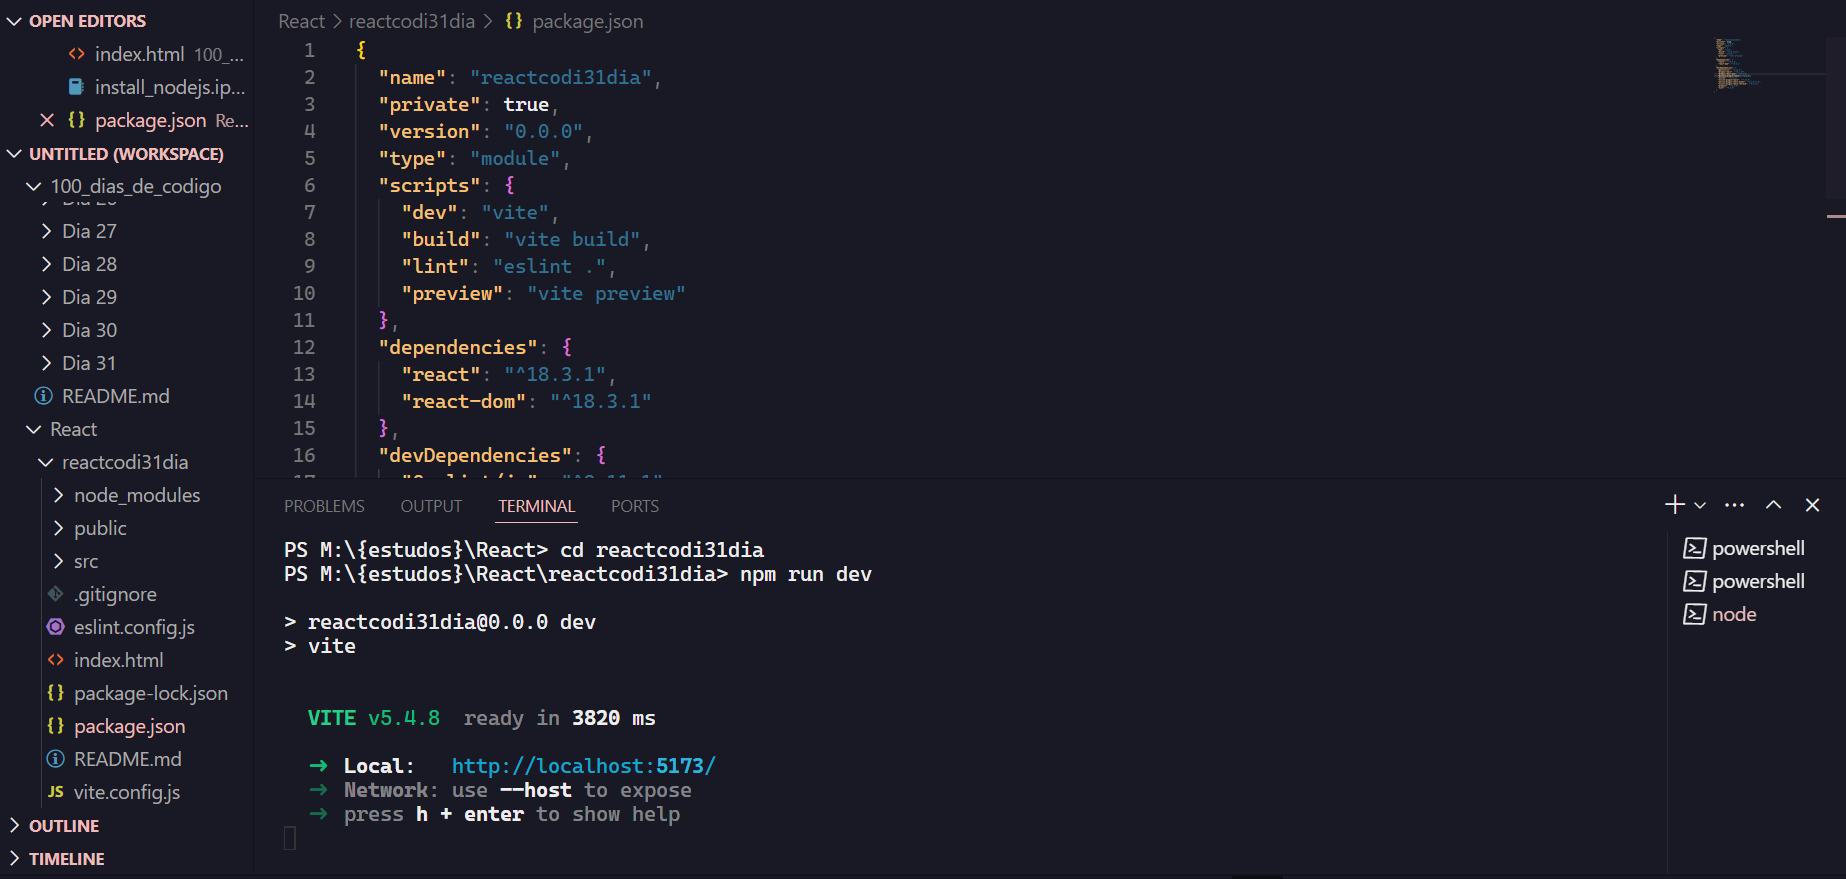 OPEN EDITORS
index.html 100_...
install_nodejs.ip...
package.json Re...
UNTITLED (WORKSPACE)
100_dias_de_codigo
Dia 27
Dia 28
Dia 29
Dia 30
Dia 31
README.md
React
reactcodi31dia
node_modules
public
src
.gitignore
eslint.config.js
index.html
package-lock.json
package.json
README.md
JS vite.config.js
OUTLINE
TIMELINE
React > reactcodi31dia > {} package.json
1 {
2 "name": "reactcodi31dia",
3 "private": true,
4 "version": "0.0.0",
5 "type": "module",
6 "scripts": {
7 "dev": "vite",
8 "build": "vite build",
9 "lint": "eslint .",
10 "preview": "vite preview"
11 },
12 "dependencies": {
13 "react": "^18.3.1",
14 "react-dom": "^18.3.1"
15 },
16 "devDependencies": {
PROBLEMS OUTPUT TERMINAL PORTS
PS M:\{estudos}\React> cd reactcodi31dia
PS M:\{estudos}\React\reactcodi31dia> npm run dev
> reactcodi31dia@0.0.0 dev
> vite
VITE v5.4.8 ready in 3820 ms
➜ Local: http://localhost:5173/
➜ Network: use --host to expose
➜ press h + enter to show help
powershell
powershell
node